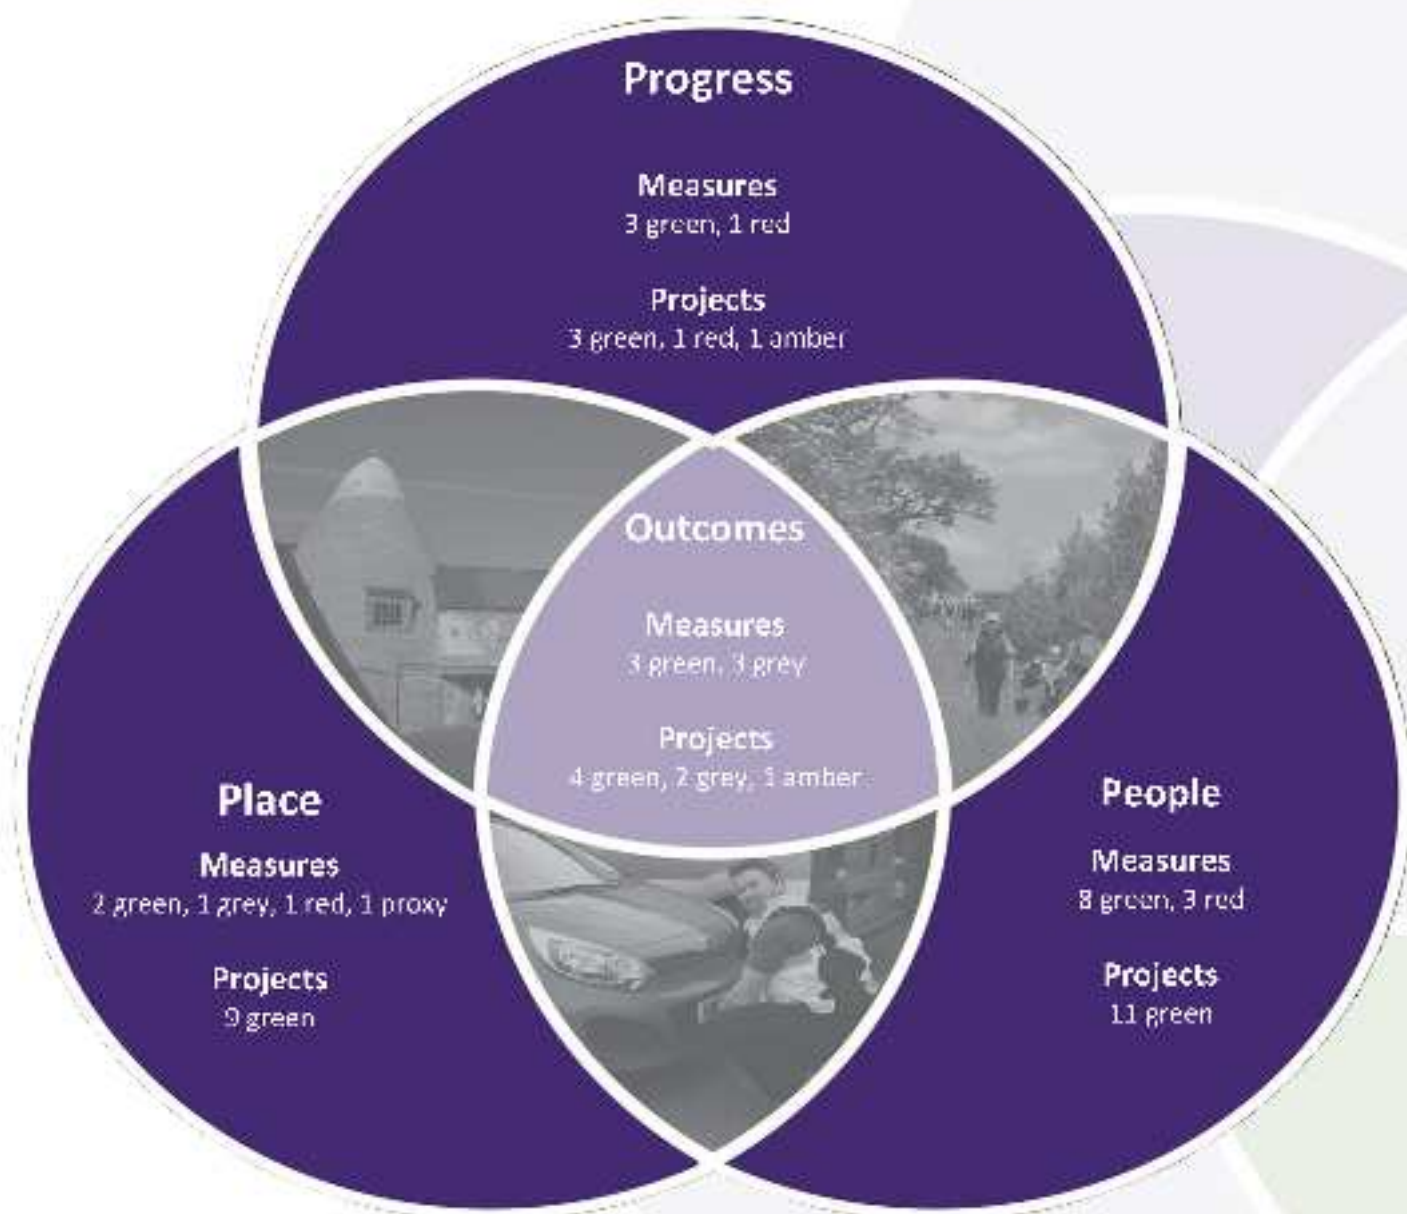 Progress
Measures
3 green, 1 red
Projects
3 green, 1 red, 1 amber
Outcomes
Measures
3 green, 3 grey
Projects
4 green, 2 grey, 1 amber
Place
Measures
2 green, 1 grey, 1 red, 1 proxy
Projects
9 green
People
Measures
8 green, 3 red
Projects
11 green